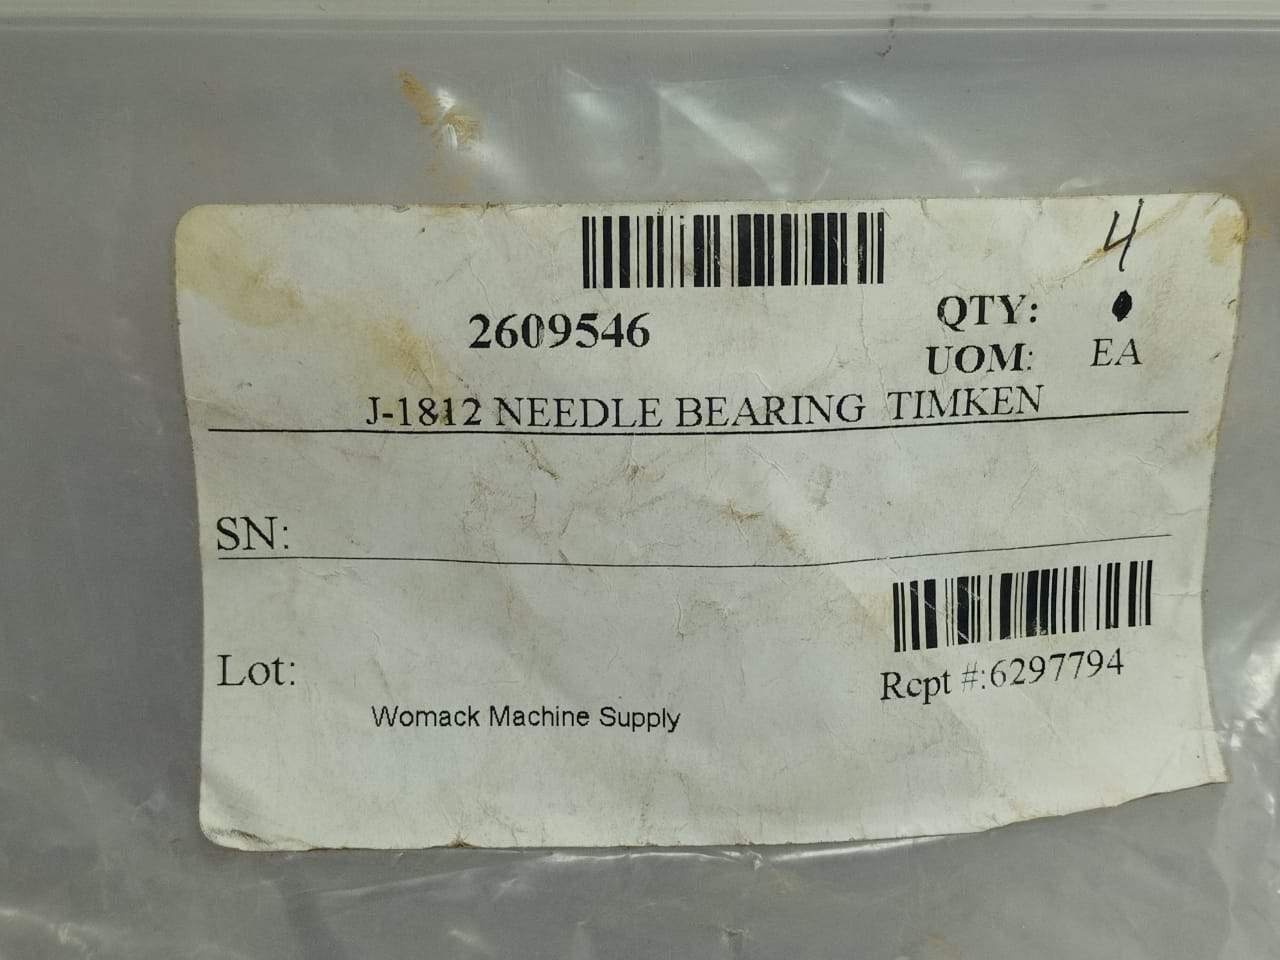 4
2609546
QTY:
UOM: EA
J-1812 NEEDLE BEARING TIMKEN
SN:
Lot:
Rcpt #:6297794
Womack Machine Supply